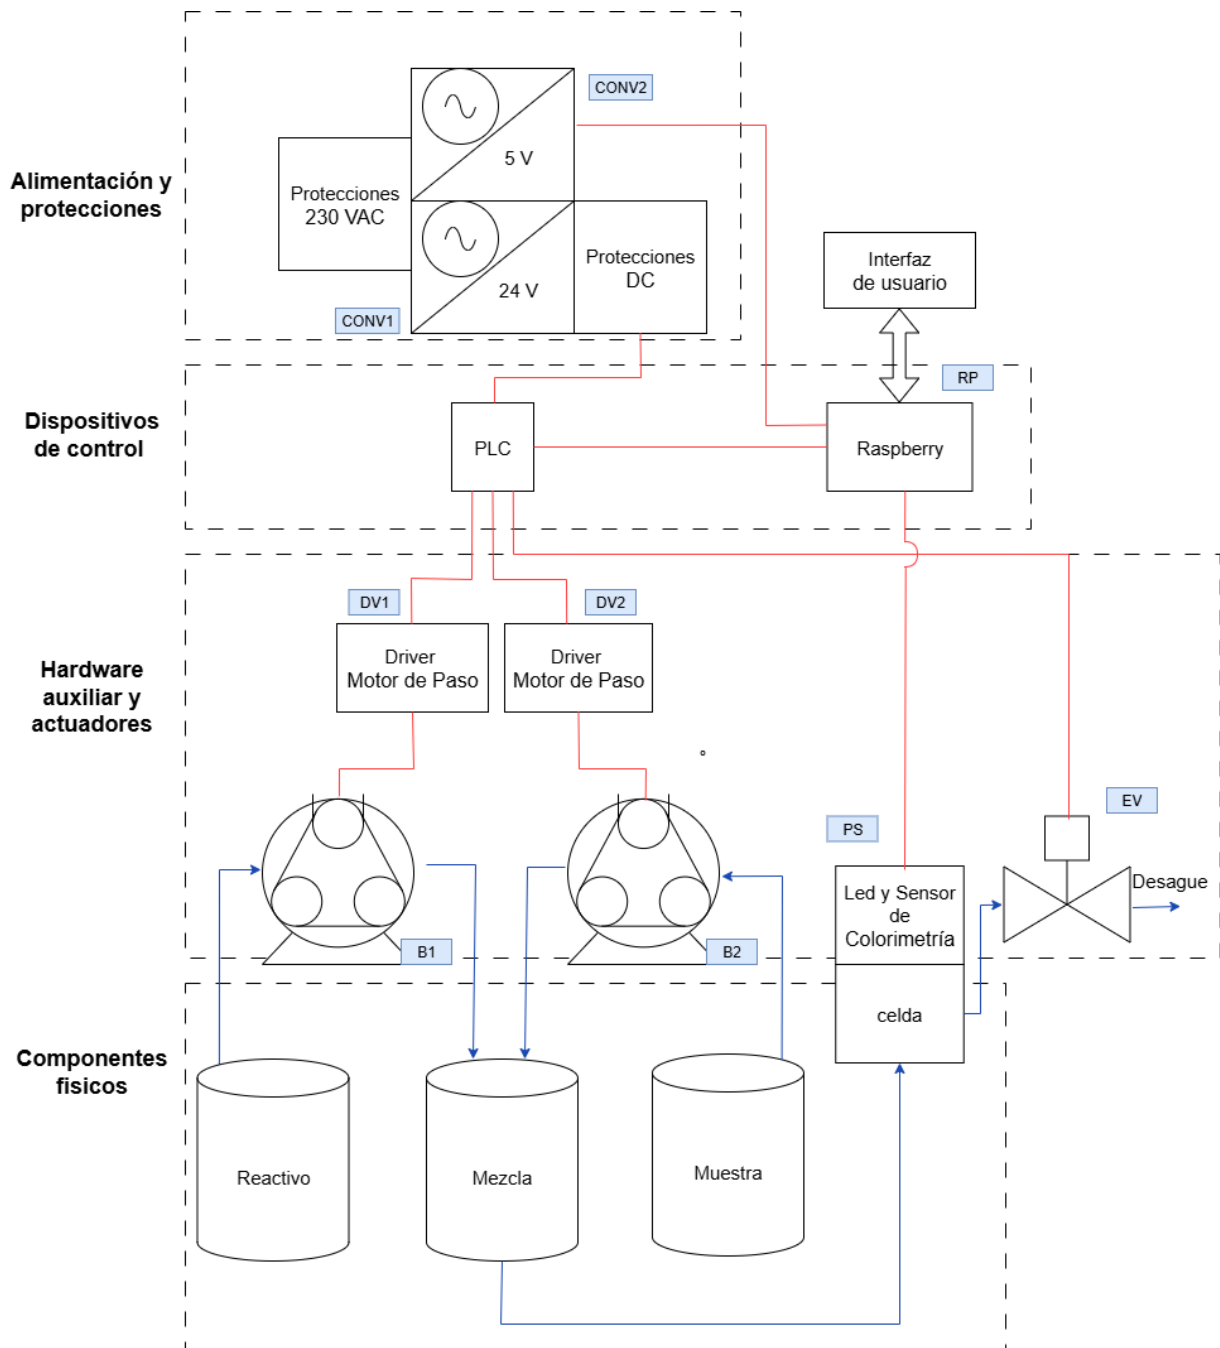 Alimentación y
protecciones
CONV2
5 V
Protecciones
230 VAC
Protecciones
DC
24 V
CONV1
Interfaz
de usuario
RP
Dispositivos
de control
PLC
Raspberry
DV1
DV2
Driver
Motor de Paso
Driver
Motor de Paso
Hardware
auxiliar y
actuadores
EV
PS
Led y Sensor
de
Colorimetría
Desague
B1
B2
celda
Componentes
fisicos
Reactivo
Mezcla
Muestra